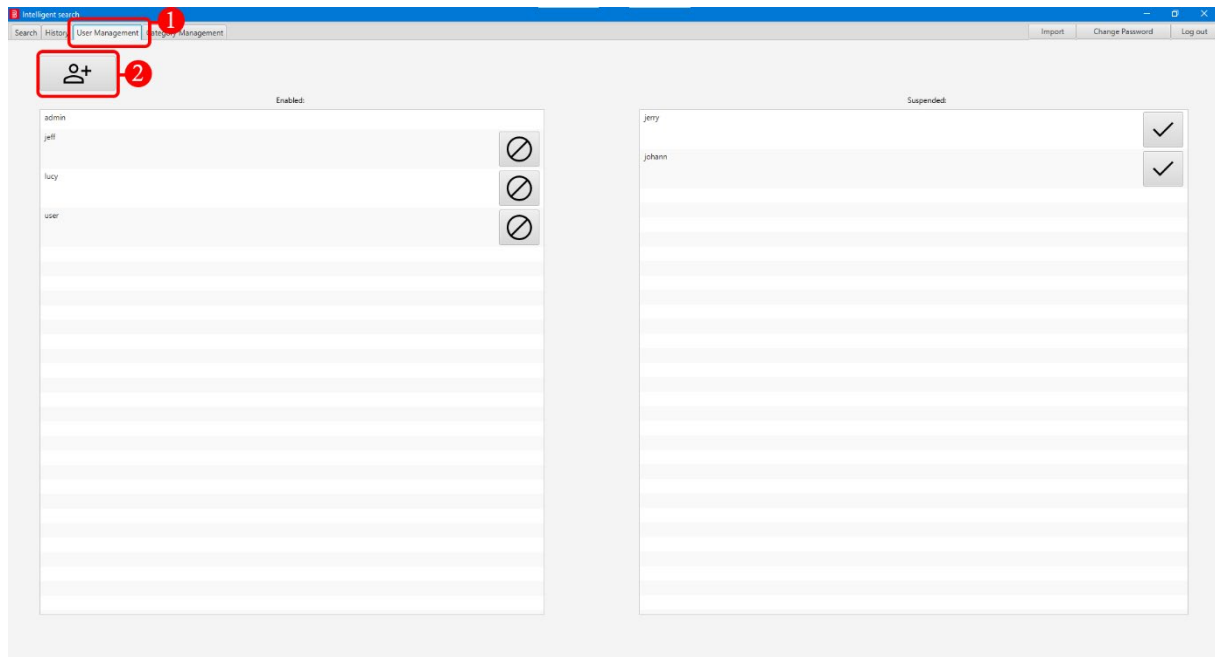 Intelligent search
1
Search History User Management Category Management Import Change Password Log out
2
Enabled: Suspended:
admin jerry
jeff
johann
lucy
user